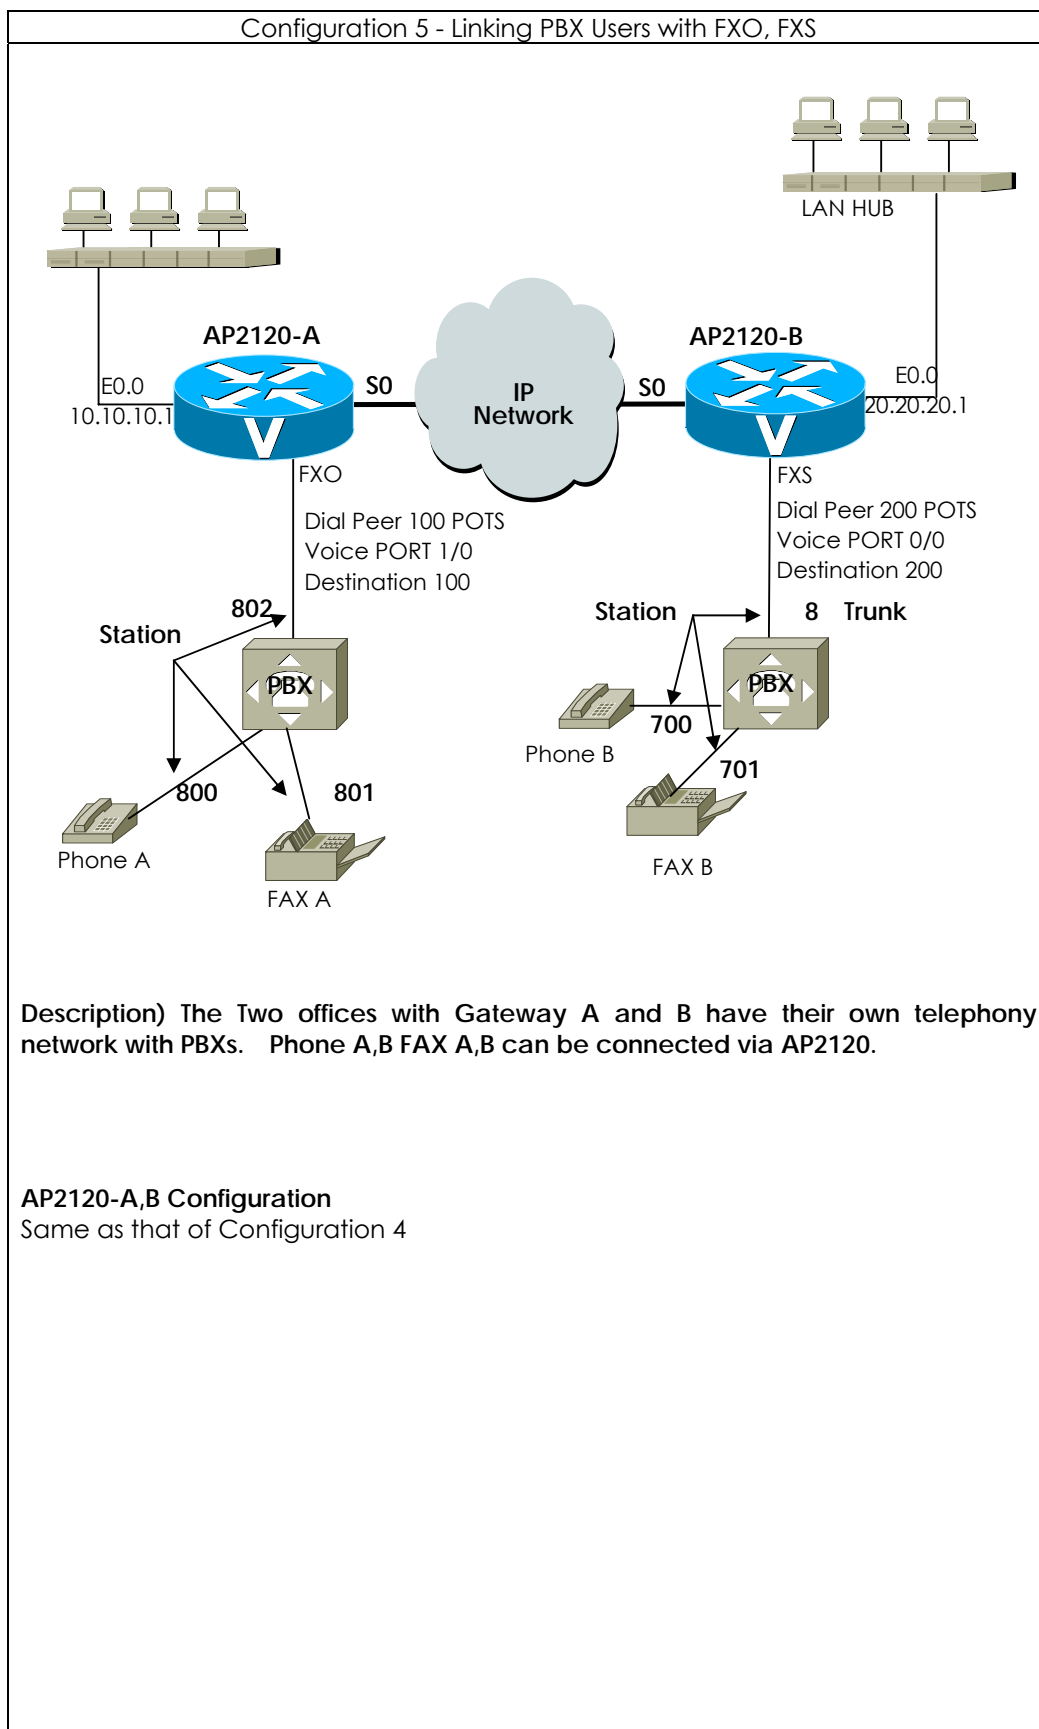 Configuration 5 - Linking PBX Users with FXO, FXS
LAN HUB
AP2120-A
AP2120-B
E0.0
10.10.10.1
S0
IP
Network
S0
E0.0
20.20.20.1
V
V
FXO
FXS
Dial Peer 100 POTS
Voice PORT 1/0
Destination 100
Dial Peer 200 POTS
Voice PORT 0/0
Destination 200
802
Station
PBX
Station
8 Trunk
PBX
700
Phone B
701
800
801
Phone A
FAX A
FAX B
Description) The Two offices with Gateway A and B have their own telephony
network with PBXs. Phone A,B FAX A,B can be connected via AP2120.
AP2120-A,B Configuration
Same as that of Configuration 4